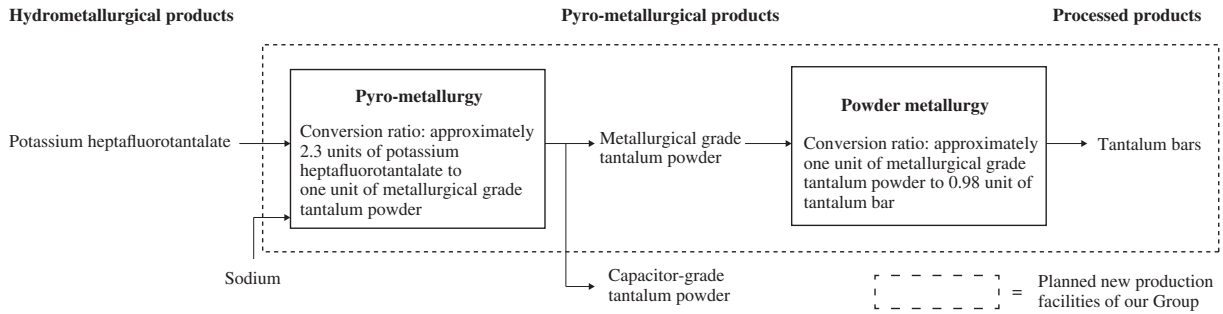 Hydrometallurgical products
Pyro-metallurgical products
Processed products
Pyro-metallurgy
Conversion ratio: approximately
2.3 units of potassium
heptafluorotantalate to
one unit of metallurgical grade
tantalum powder
Powder metallurgy
Conversion ratio: approximately
one unit of metallurgical grade
tantalum powder to 0.98 unit of
tantalum bar
Potassium heptafluorotantalate
Metallurgical grade
tantalum powder
Tantalum bars
Sodium
Capacitor-grade
tantalum powder
= Planned new production
facilities of our Group